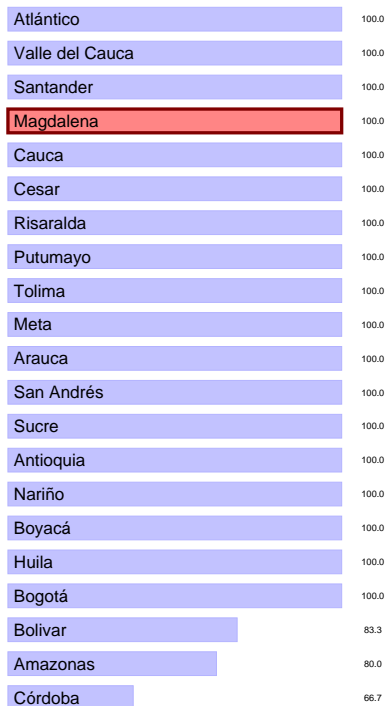 Atlántico 100.0
Valle del Cauca 100.0
Santander 100.0
Magdalena 100.0
Cauca 100.0
Cesar 100.0
Risaralda 100.0
Putumayo 100.0
Tolima 100.0
Meta 100.0
Arauca 100.0
San Andrés 100.0
Sucre 100.0
Antioquia 100.0
Nariño 100.0
Boyacá 100.0
Huila 100.0
Bogotá 100.0
Bolivar 83.3
Amazonas 80.0
Córdoba 66.7